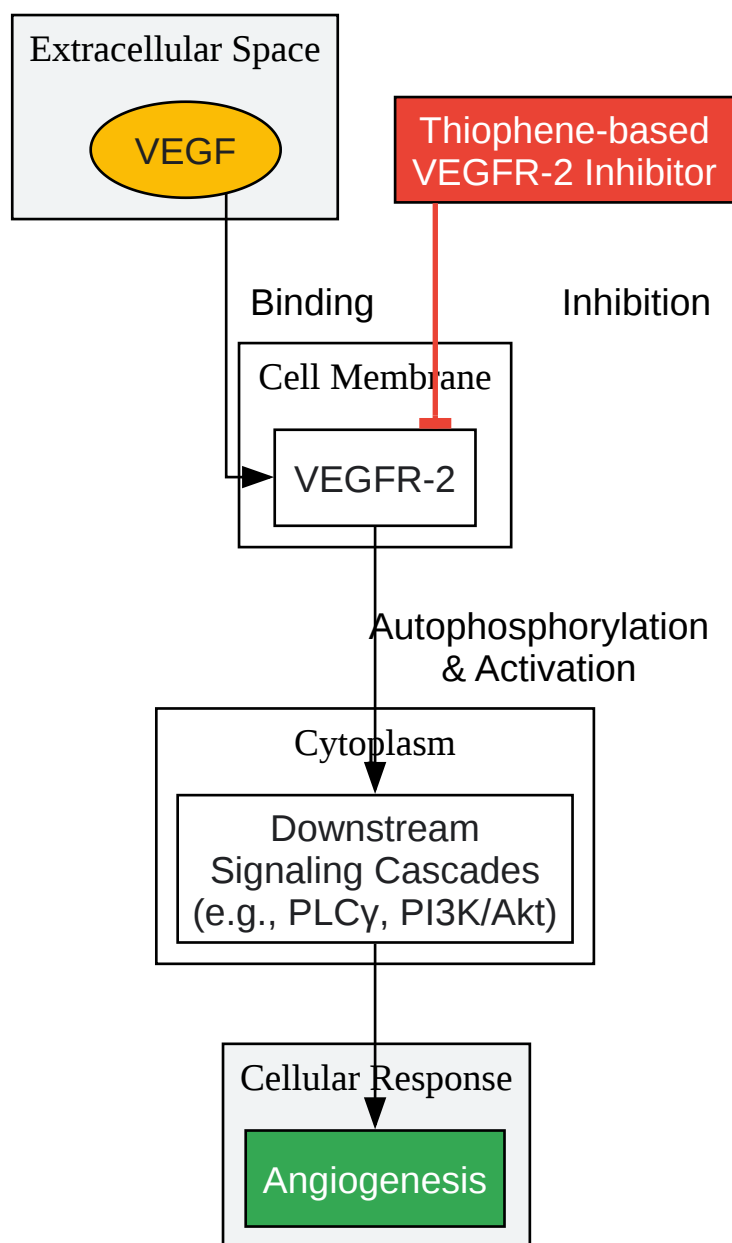 Extracellular Space
VEGF
Thiophene-based
VEGFR-2 Inhibitor
Binding
Inhibition
Cell Membrane
VEGFR-2
Autophosphorylation
& Activation
Cytoplasm
Downstream
Signaling Cascades
(e.g., PLCγ, PI3K/Akt)
Cellular Response
Angiogenesis